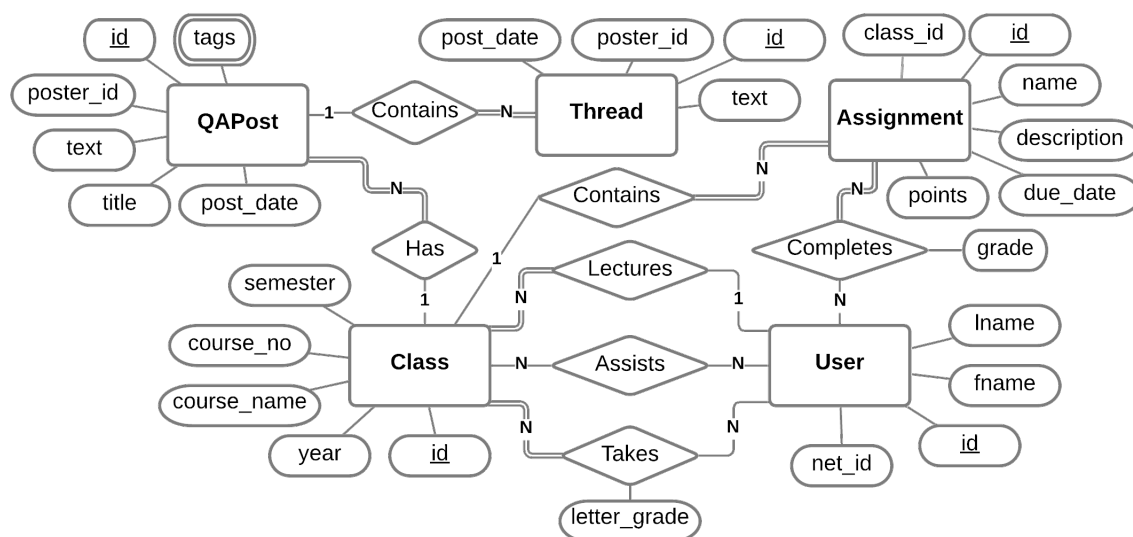 id
tags
post_date
poster_id
id
class_id
id
poster_id
QAPost
1
Contains
N
Thread
text
Assignment
name
text
description
title
post_date
N
Contains
N
points
N
due_date
Has
1
Lectures
Completes
grade
semester
1
N
1
N
course_no
Class
N
Assists
N
User
lname
course_name
fname
year
id
N
Takes
N
net_id
id
letter_grade